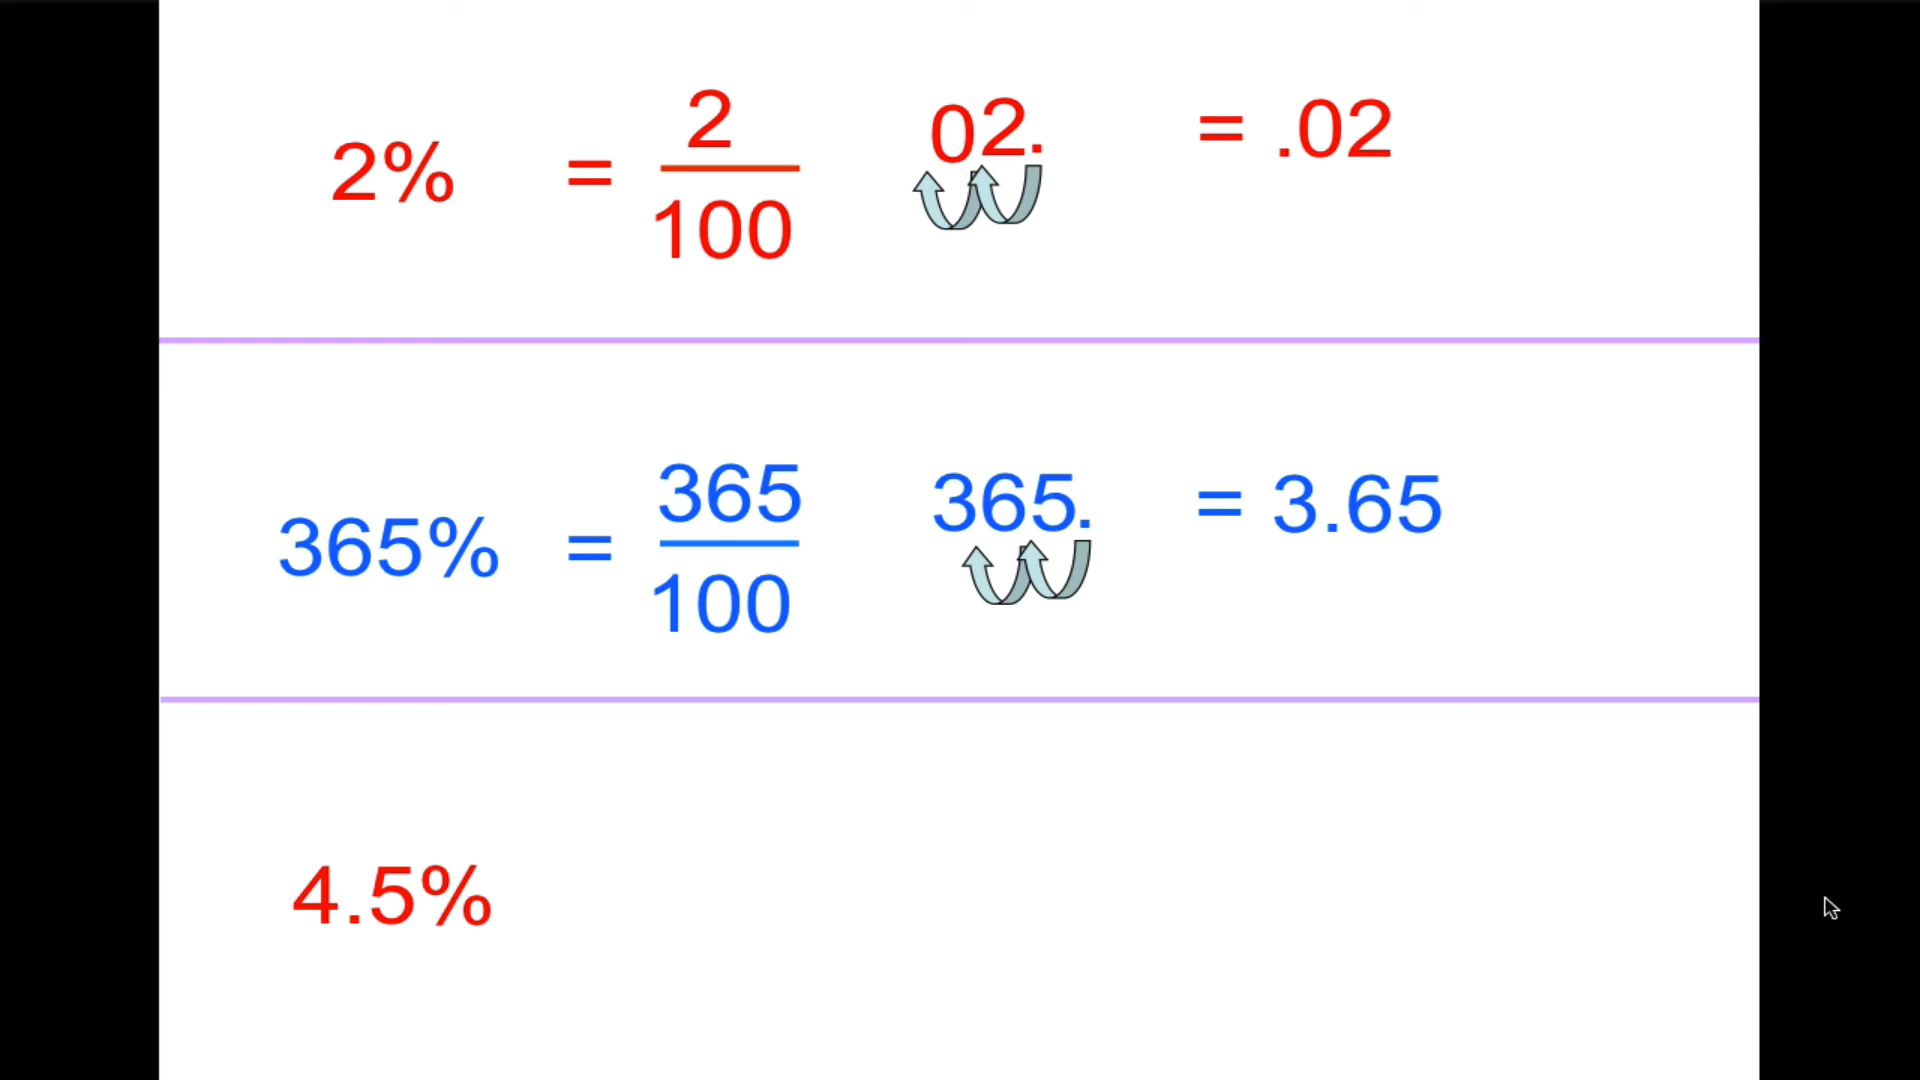 2% = 2/100 02. = .02
365% = 365/100 365. = 3.65
4.5%